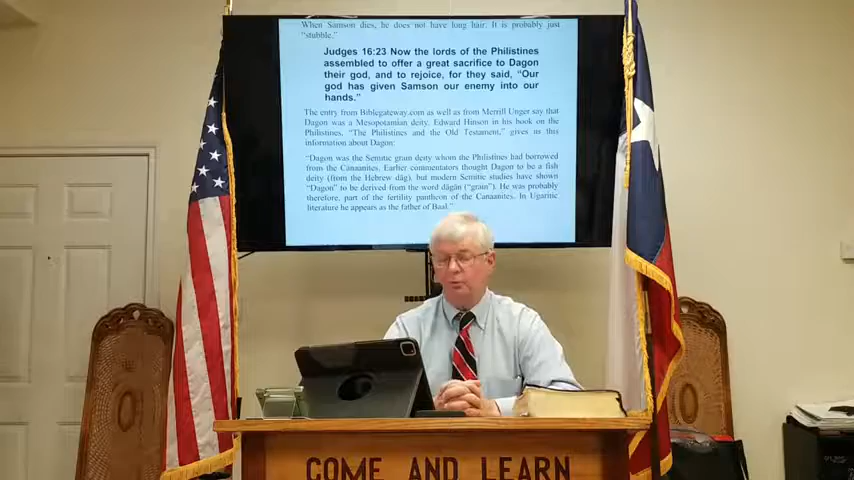 When Samson dies, he does not have long hair. It is probably just
"stubble."
Judges 16:23 Now the lords of the Philistines
assembled to offer a great sacrifice to Dagon
their god, and to rejoice, for they said, "Our
god has given Samson our enemy into our
hands."
The entry from Biblegateway.com as well as from Merrill Unger say that
Dagon was a Mesopotamian deity. Edward Hinson in his book on the
Philistines, "The Philistines and the Old Testament," gives us this
information about Dagon:
"Dagon was the Semitic grain deity whom the Philistines had borrowed
from the Canaanites. Earlier commentators thought Dagon to be a fish
deity (from the Hebrew dāg), but modern Semitic studies have shown
"Dagon" to be derived from the word dāgān ("grain"). He was probably
therefore, part of the fertility pantheon of the Canaanites. In Ugaritic
literature he appears as the father of Baal."
COME AND LEARN